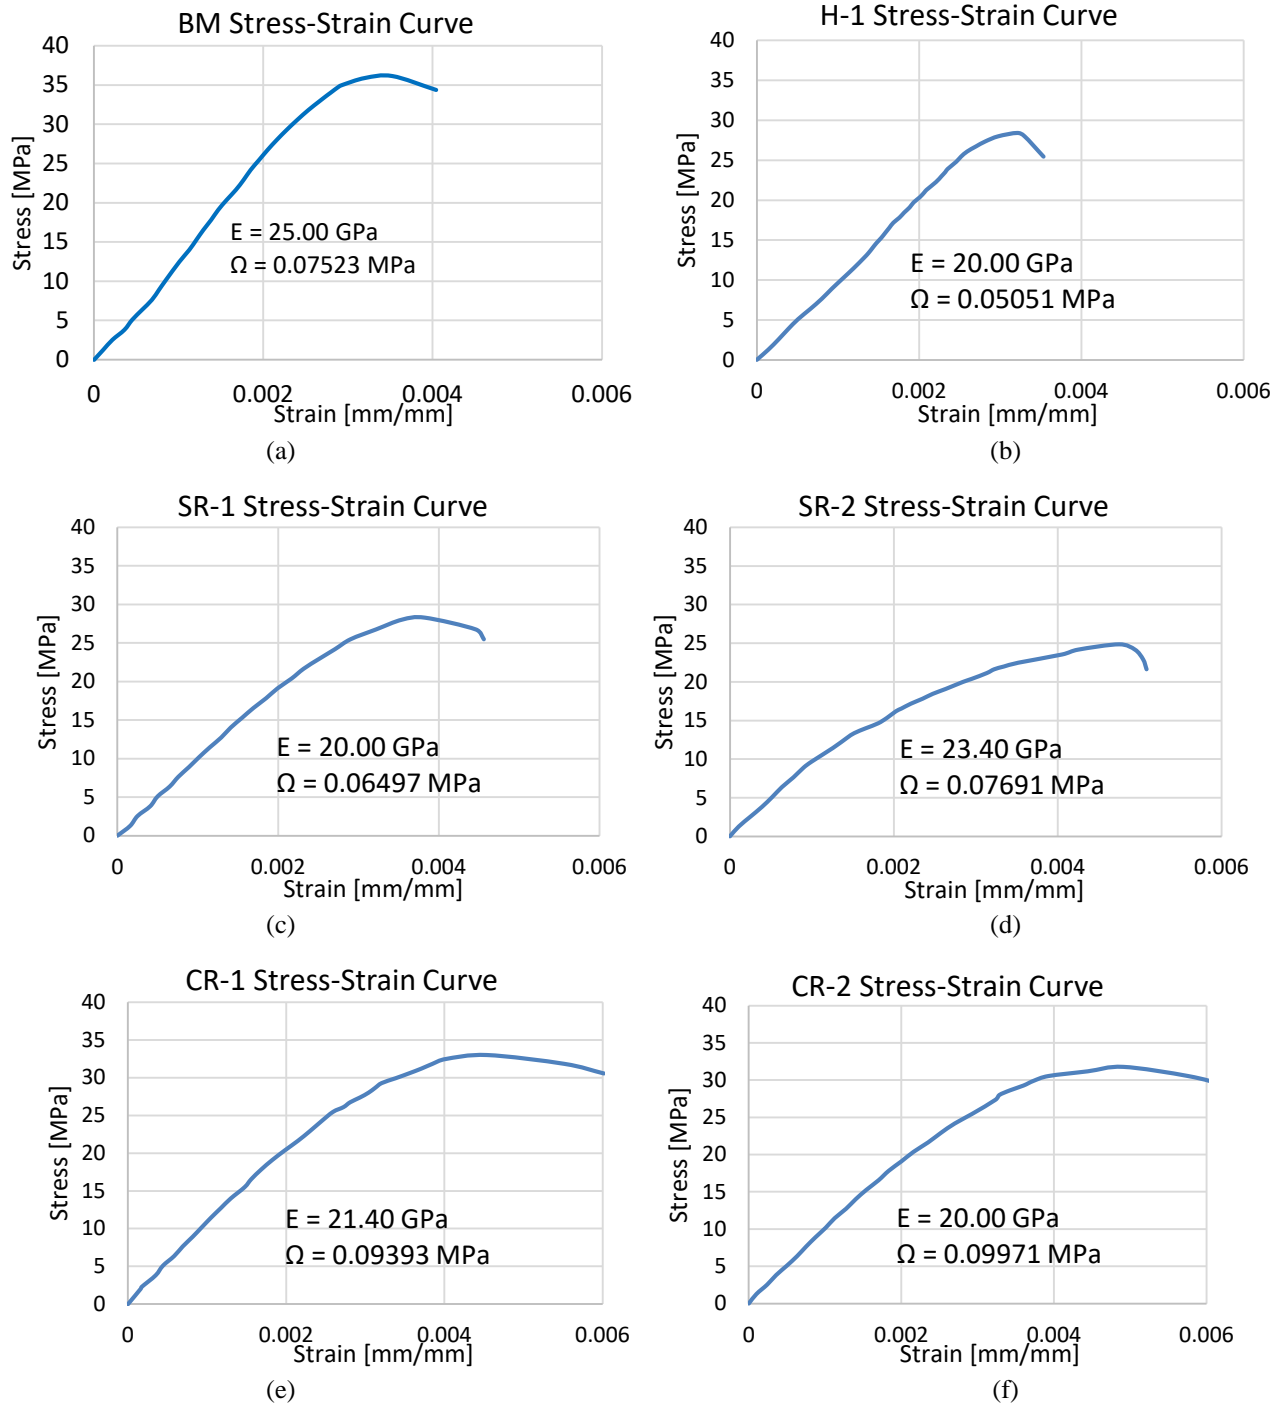 BM Stress-Strain Curve
40
35
30
25
20
15
10
5
0
Stress [MPa]
E = 25.00 GPa
Ω = 0.07523 MPa
0
0.002
0.004
0.006
Strain [mm/mm]
(a)
H-1 Stress-Strain Curve
40
35
30
25
20
15
10
5
0
Stress [MPa]
E = 20.00 GPa
Ω = 0.05051 MPa
0
0.002
0.004
0.006
Strain [mm/mm]
(b)
SR-1 Stress-Strain Curve
40
35
30
25
20
15
10
5
0
Stress [MPa]
E = 20.00 GPa
Ω = 0.06497 MPa
0
0.002
0.004
0.006
Strain [mm/mm]
(c)
SR-2 Stress-Strain Curve
40
35
30
25
20
15
10
5
0
Stress [MPa]
E = 23.40 GPa
Ω = 0.07691 MPa
0
0.002
0.004
0.006
Strain [mm/mm]
(d)
CR-1 Stress-Strain Curve
40
35
30
25
20
15
10
5
0
Stress [MPa]
E = 21.40 GPa
Ω = 0.09393 MPa
0
0.002
0.004
0.006
Strain [mm/mm]
(e)
CR-2 Stress-Strain Curve
40
35
30
25
20
15
10
5
0
Stress [MPa]
E = 20.00 GPa
Ω = 0.09971 MPa
0
0.002
0.004
0.006
Strain [mm/mm]
(f)